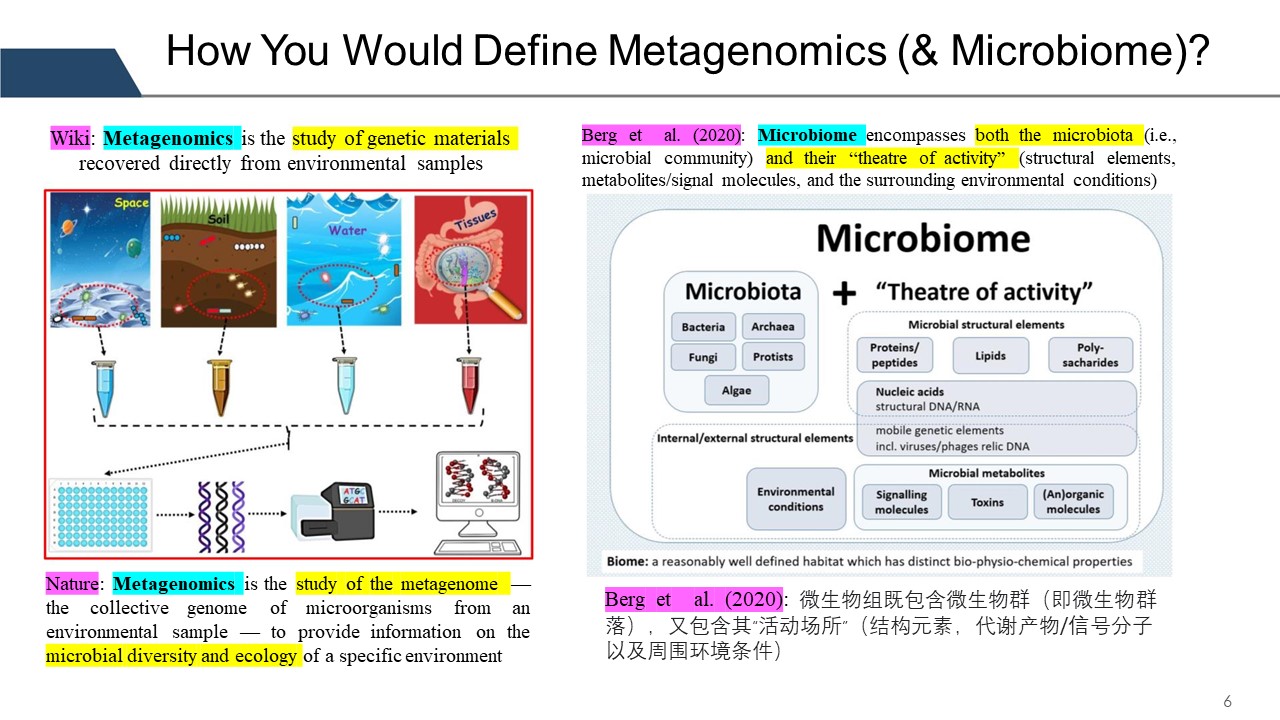 How You Would Define Metagenomics (& Microbiome)?
Wiki: Metagenomics is the study of genetic materials
recovered directly from environmental samples
Space
Soil
Water
Tissues
ATGC
GCAT
Nature: Metagenomics is the study of the metagenome —
the collective genome of microorganisms from an
environmental sample — to provide information on the
microbial diversity and ecology of a specific environment
Berg et al. (2020): Microbiome encompasses both the microbiota (i.e.,
microbial community) and their “theatre of activity” (structural elements,
metabolites/signal molecules, and the surrounding environmental conditions)
Microbiome
Microbiota + “Theatre of activity”
Bacteria
Archaea
Fungi
Protists
Algae
Microbial structural elements
Proteins/
peptides
Lipids
Poly-
sacharides
Nucleic acids
structural DNA/RNA
mobile genetic elements
incl. viruses/phages relic DNA
Internal/external structural elements
Environmental
conditions
Microbial metabolites
Signalling
molecules
Toxins
(An)organic
molecules
Biome: a reasonably well defined habitat which has distinct bio-physio-chemical properties
Berg et al. (2020): 微生物组既包含微生物群（即微生物群
落），又包含其“活动场所”（结构元素，代谢产物/信号分子
以及周围环境条件）
6